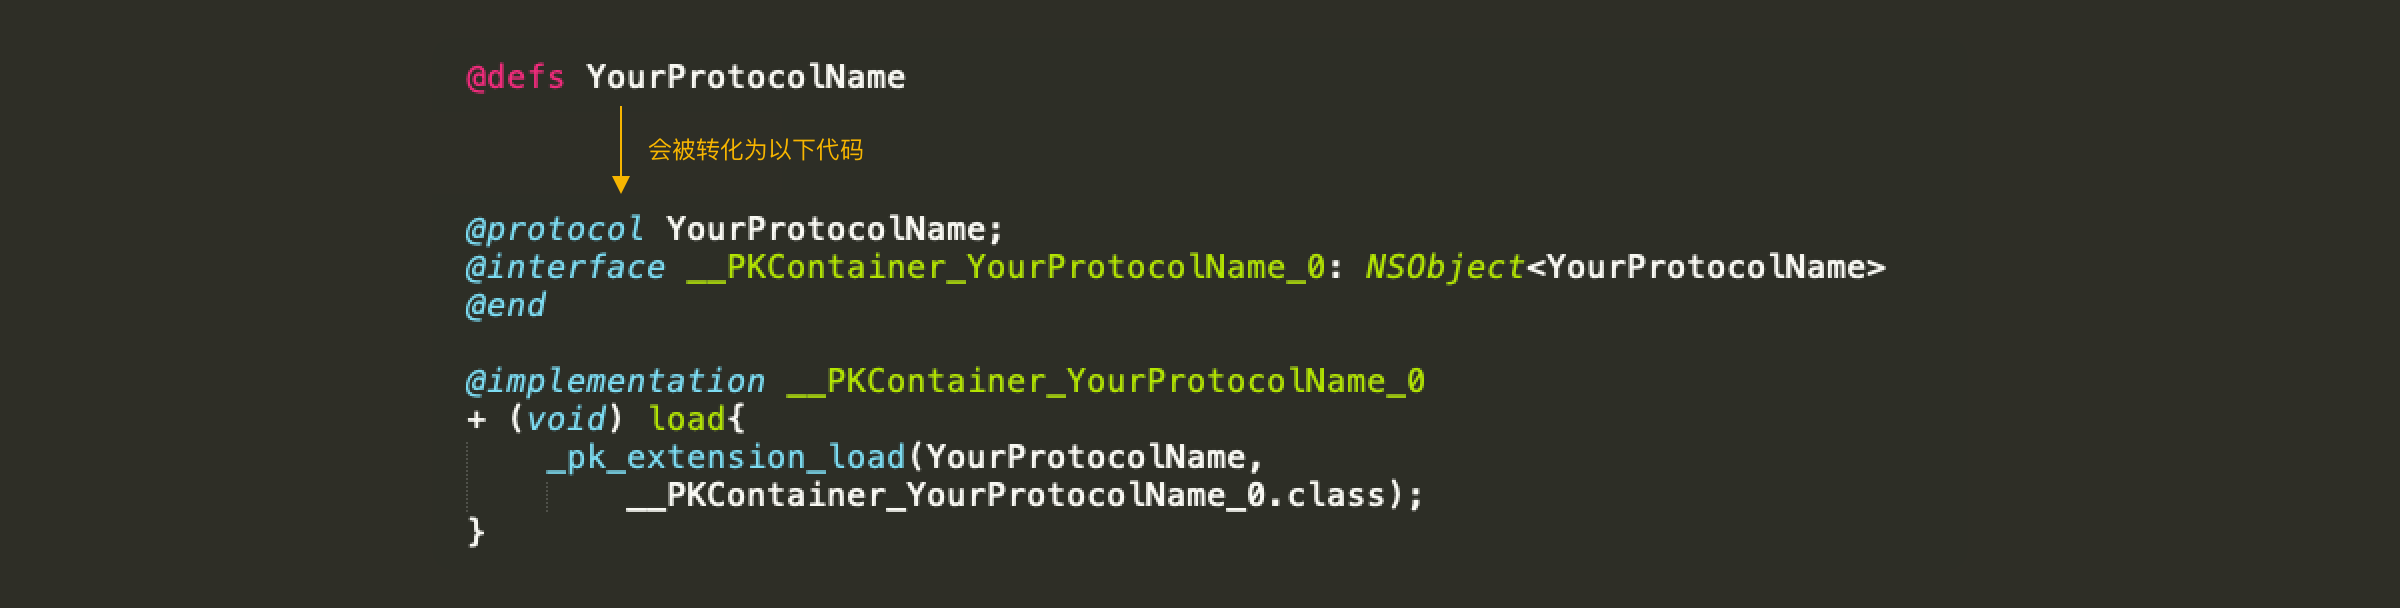 @defs YourProtocolName
会被转化为以下代码
@protocol YourProtocolName;
@interface __PKContainer_YourProtocolName_0: NSObject<YourProtocolName>
@end
@implementation __PKContainer_YourProtocolName_0
+ (void) load{
_pk_extension_load(YourProtocolName,
__PKContainer_YourProtocolName_0.class);
}